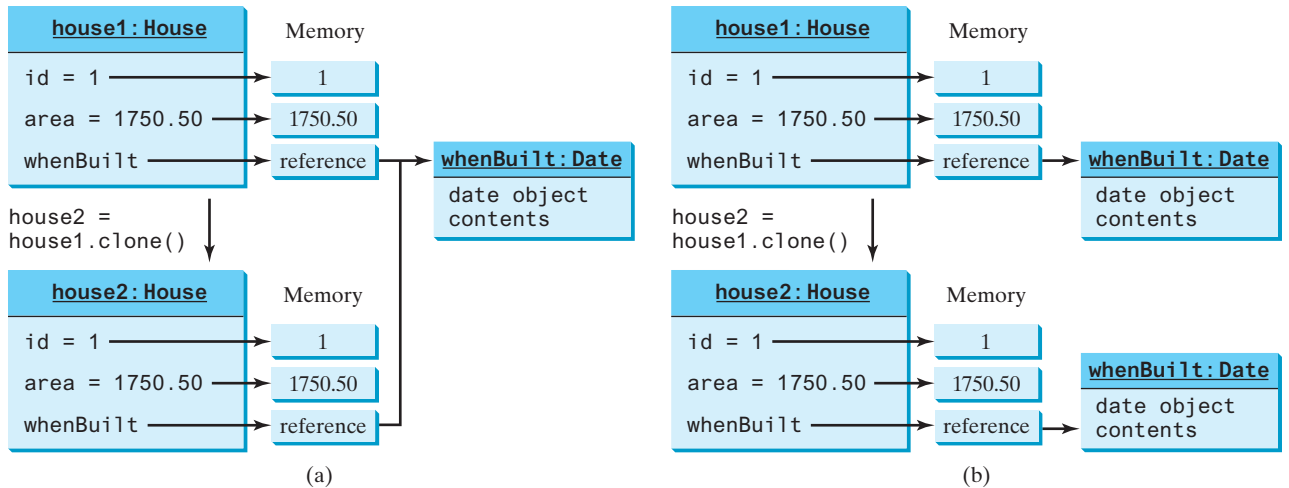 house1:House
Memory
id = 1
1
area = 1750.50
1750.50
whenBuilt
reference
whenBuilt:Date
date object
contents
house2 =
house1.clone()
house2:House
Memory
id = 1
1
area = 1750.50
1750.50
whenBuilt
reference
(a)
house1:House
Memory
id = 1
1
area = 1750.50
1750.50
whenBuilt
reference
whenBuilt:Date
date object
contents
house2 =
house1.clone()
house2:House
Memory
id = 1
1
area = 1750.50
1750.50
whenBuilt
reference
whenBuilt:Date
date object
contents
(b)